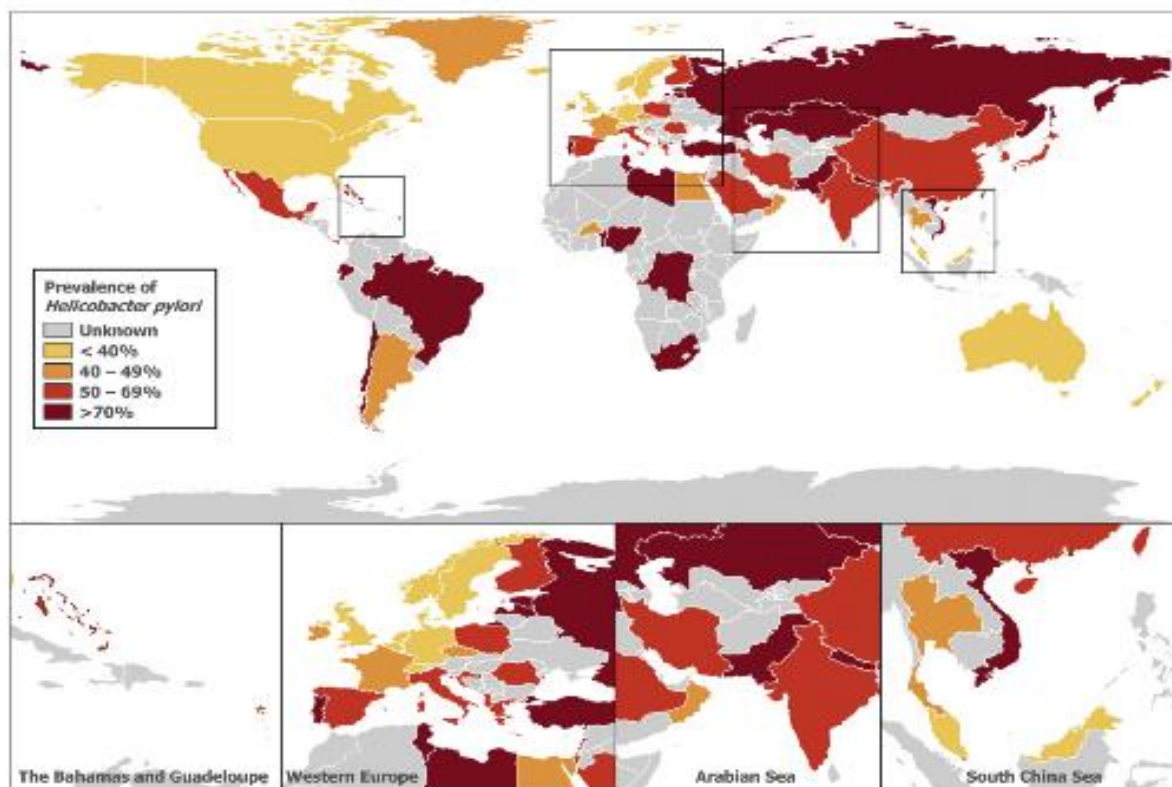 Prevalence of
Helicobacter pylori
Unknown
< 40%
40 – 49%
50 – 69%
>70%
The Bahamas and Guadeloupe
Western Europe
Arabian Sea
South China Sea